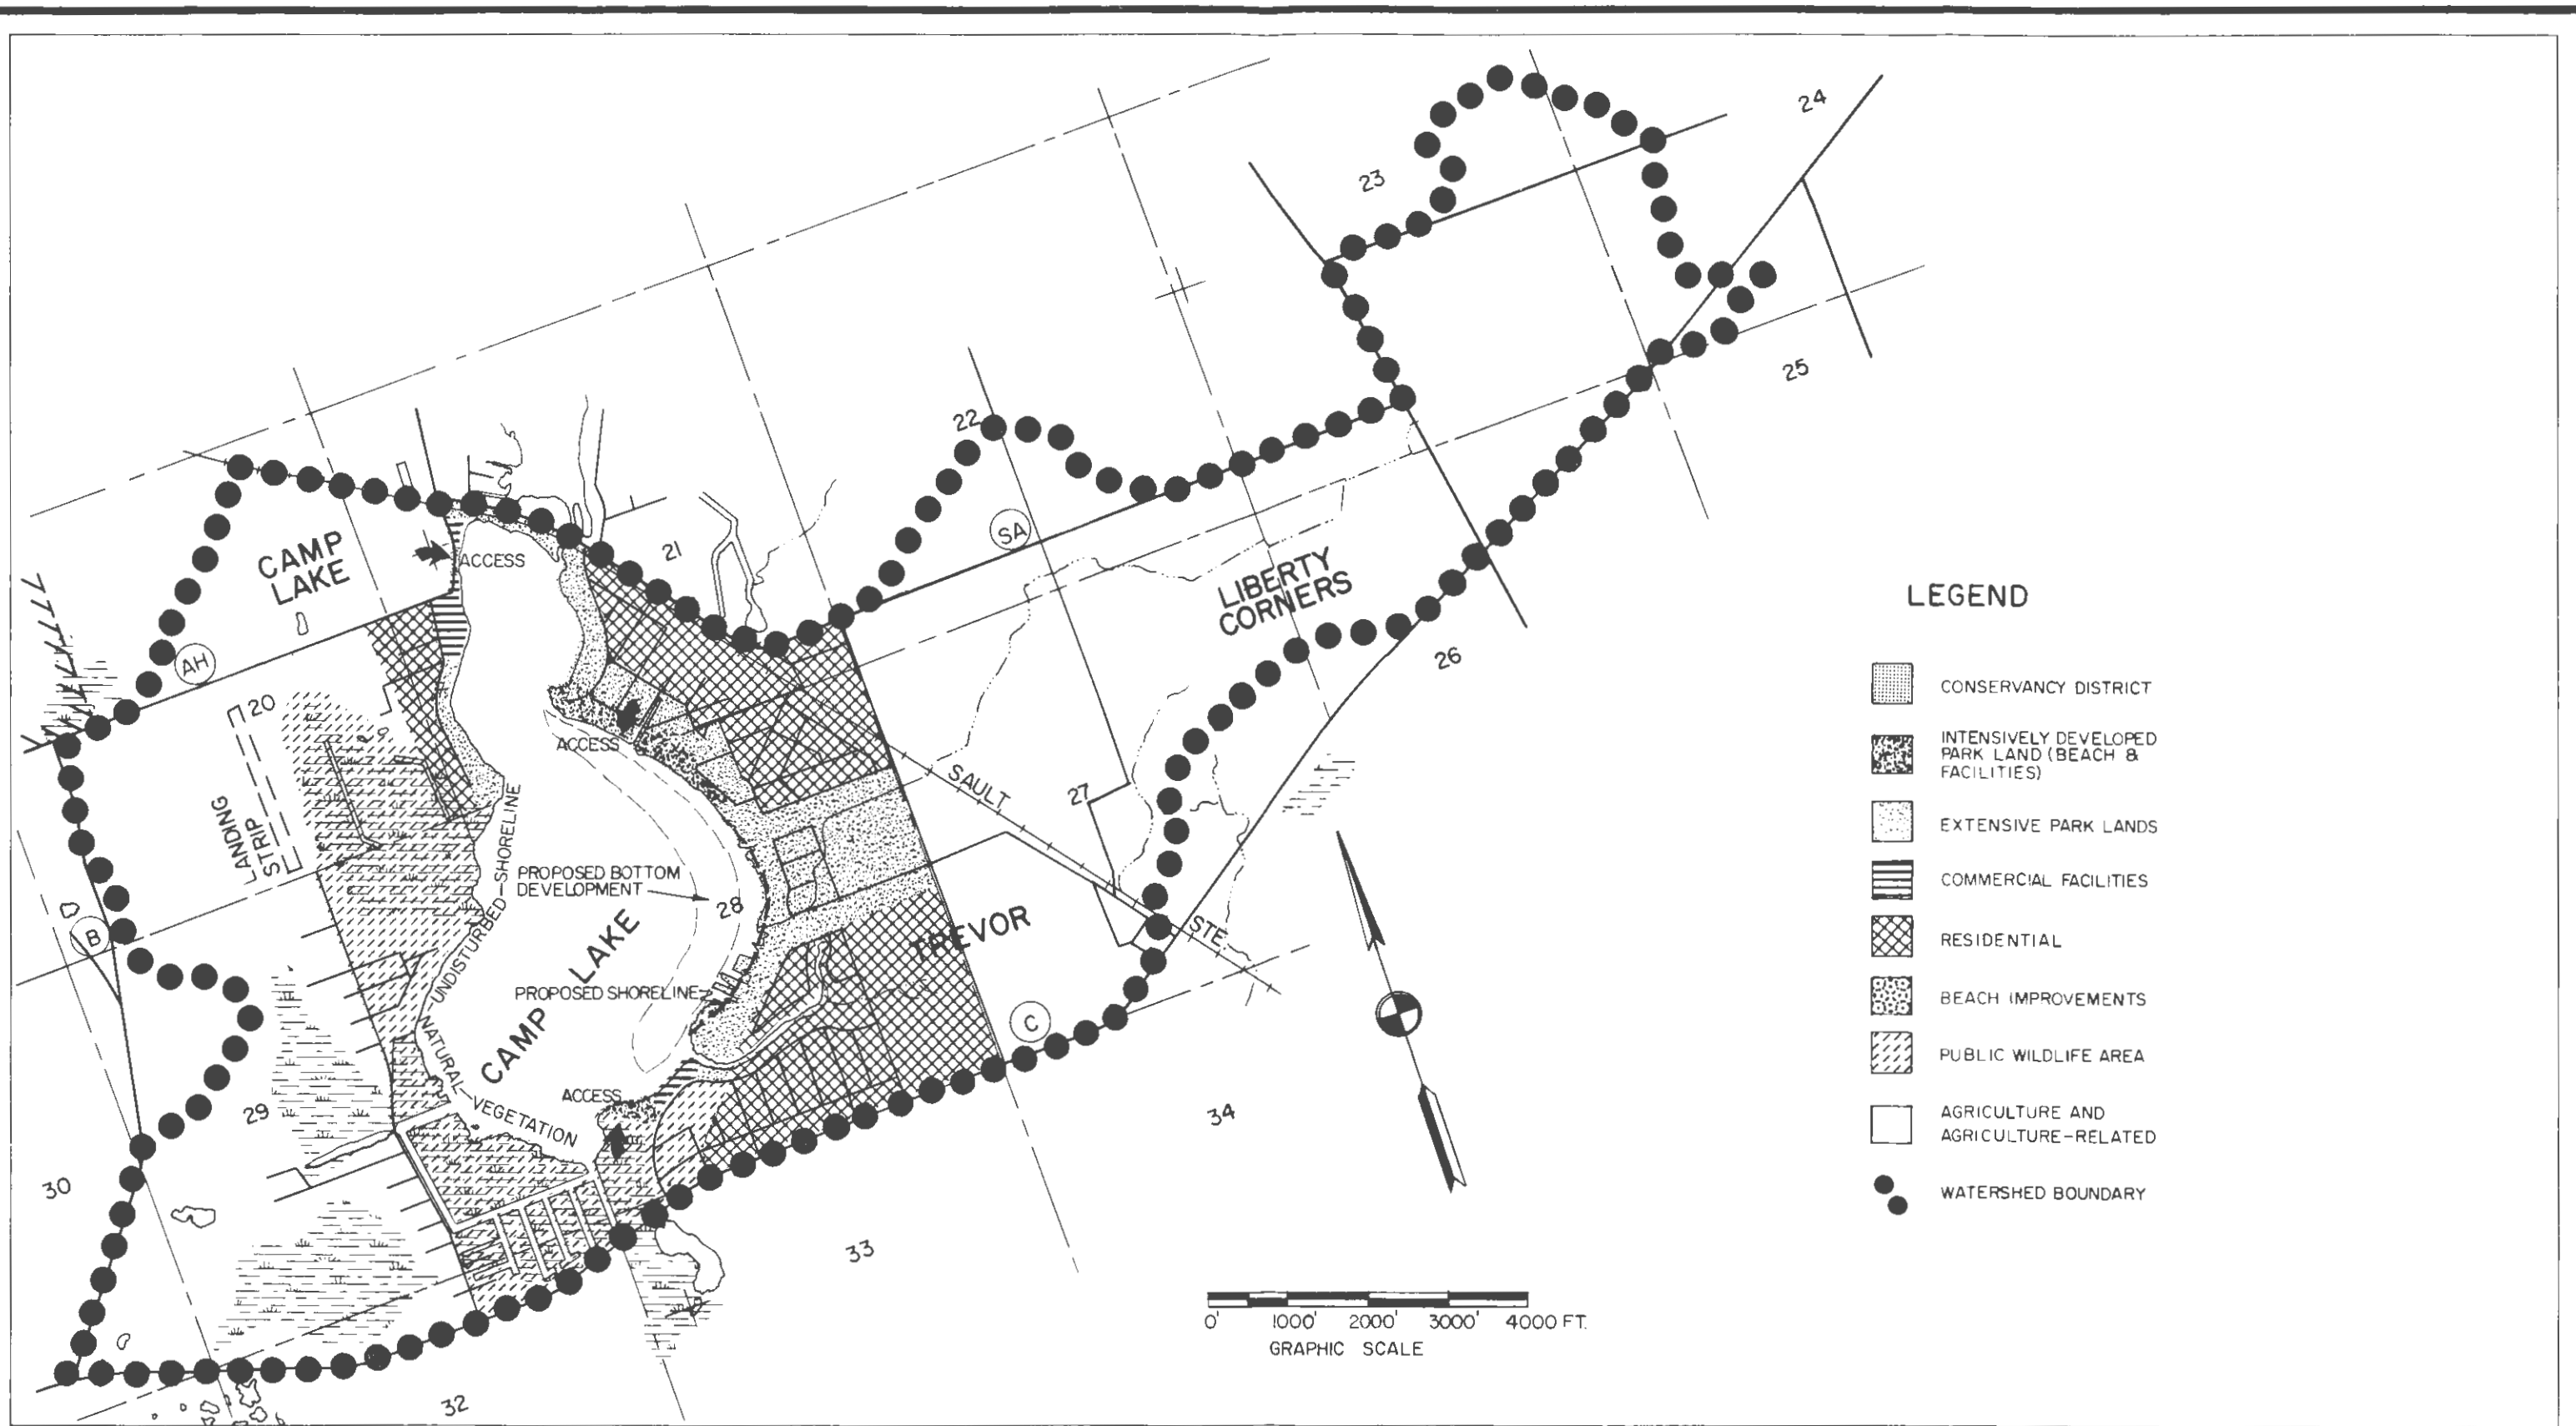 24
23
25
22
SA
21
CAMP
LAKE
ACCESS
LIBERTY
CORNERS
26
AH
20
LANDING
STRIP
ACCESS
SAULT
27
STE
UNDISTURBED SHORELINE
PROPOSED BOTTOM
DEVELOPMENT
28
TREVOR
B
CAMP LAKE
PROPOSED SHORELINE
C
NATURAL VEGETATION
ACCESS
29
30
34
33
32
0' 1000' 2000' 3000' 4000 FT.
GRAPHIC SCALE
LEGEND
CONSERVANCY DISTRICT
INTENSIVELY DEVELOPED
PARK LAND (BEACH &
FACILITIES)
EXTENSIVE PARK LANDS
COMMERCIAL FACILITIES
RESIDENTIAL
BEACH IMPROVEMENTS
PUBLIC WILDLIFE AREA
AGRICULTURE AND
AGRICULTURE-RELATED
WATERSHED BOUNDARY